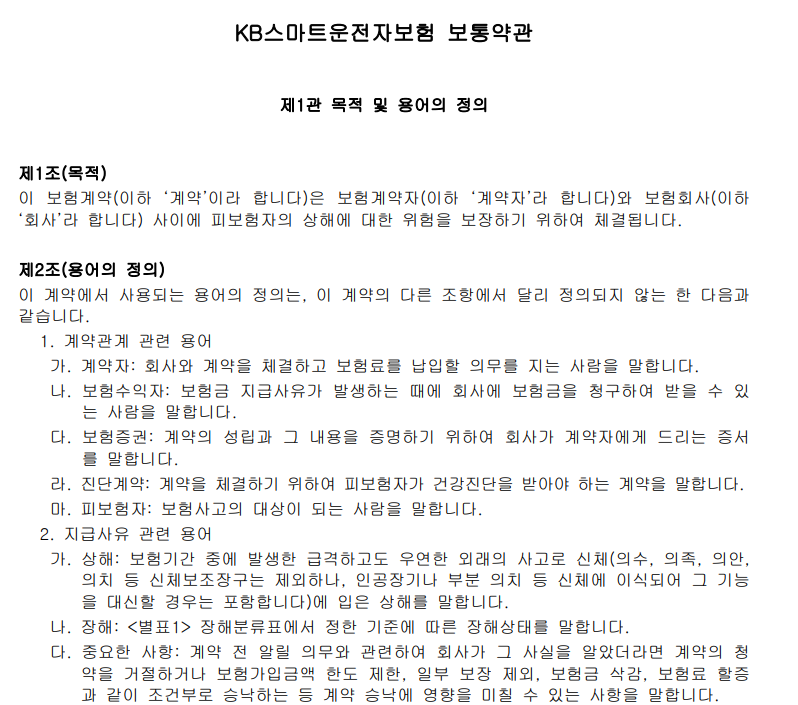 KB스마트운전자보험 보통약관
제1관 목적 및 용어의 정의
제1조(목적)
이 보험계약(이하 ‘계약’이라 합니다)은 보험계약자(이하 ‘계약자’라 합니다)와 보험회사(이하
‘회사’라 합니다) 사이에 피보험자의 상해에 대한 위험을 보장하기 위하여 체결됩니다.
제2조(용어의 정의)
이 계약에서 사용되는 용어의 정의는, 이 계약의 다른 조항에서 달리 정의되지 않는 한 다음과
같습니다.
1. 계약관계 관련 용어
가. 계약자: 회사와 계약을 체결하고 보험료를 납입할 의무를 지는 사람을 말합니다.
나. 보험수익자: 보험금 지급사유가 발생하는 때에 회사에 보험금을 청구하여 받을 수 있
는 사람을 말합니다.
다. 보험증권: 계약의 성립과 그 내용을 증명하기 위하여 회사가 계약자에게 드리는 증서
를 말합니다.
라. 진단계약: 계약을 체결하기 위하여 피보험자가 건강진단을 받아야 하는 계약을 말합니다.
마. 피보험자: 보험사고의 대상이 되는 사람을 말합니다.
2. 지급사유 관련 용어
가. 상해: 보험기간 중에 발생한 급격하고도 우연한 외래의 사고로 신체(의수, 의족, 의안,
의치 등 신체보조장구는 제외하나, 인공장기나 부분 의치 등 신체에 이식되어 그 기능
을 대신할 경우는 포함합니다)에 입은 상해를 말합니다.
나. 장해: <별표1> 장해분류표에서 정한 기준에 따른 장해상태를 말합니다.
다. 중요한 사항: 계약 전 알릴 의무와 관련하여 회사가 그 사실을 알았더라면 계약의 청
약을 거절하거나 보험가입금액 한도 제한, 일부 보장 제외, 보험금 삭감, 보험료 할증
과 같이 조건부로 승낙하는 등 계약 승낙에 영향을 미칠 수 있는 사항을 말합니다.